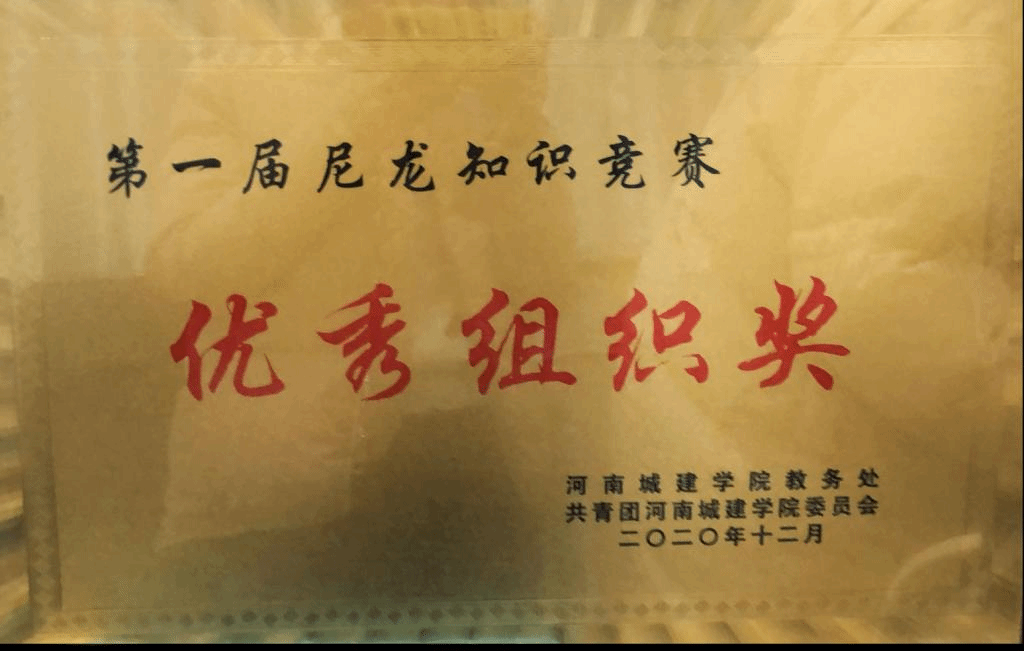 第一届尼龙知识竞赛
优秀组织奖
河南城建学院教务处
共青团河南城建学院委员会
二〇二〇年十二月